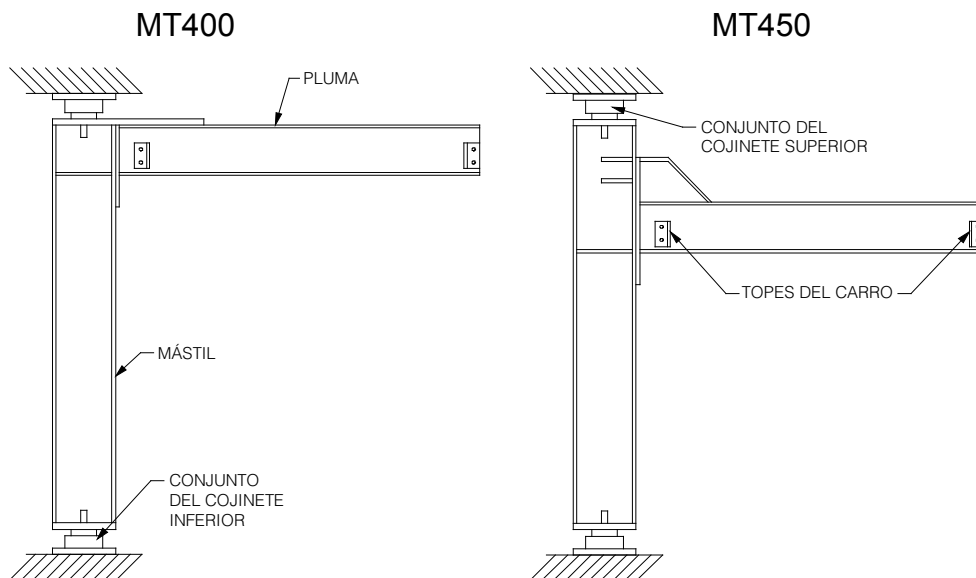 MT400
MT450
PLUMA
CONJUNTO DEL
COJINETE SUPERIOR
TOPES DEL CARRO
MÁSTIL
CONJUNTO
DEL COJINETE
INFERIOR